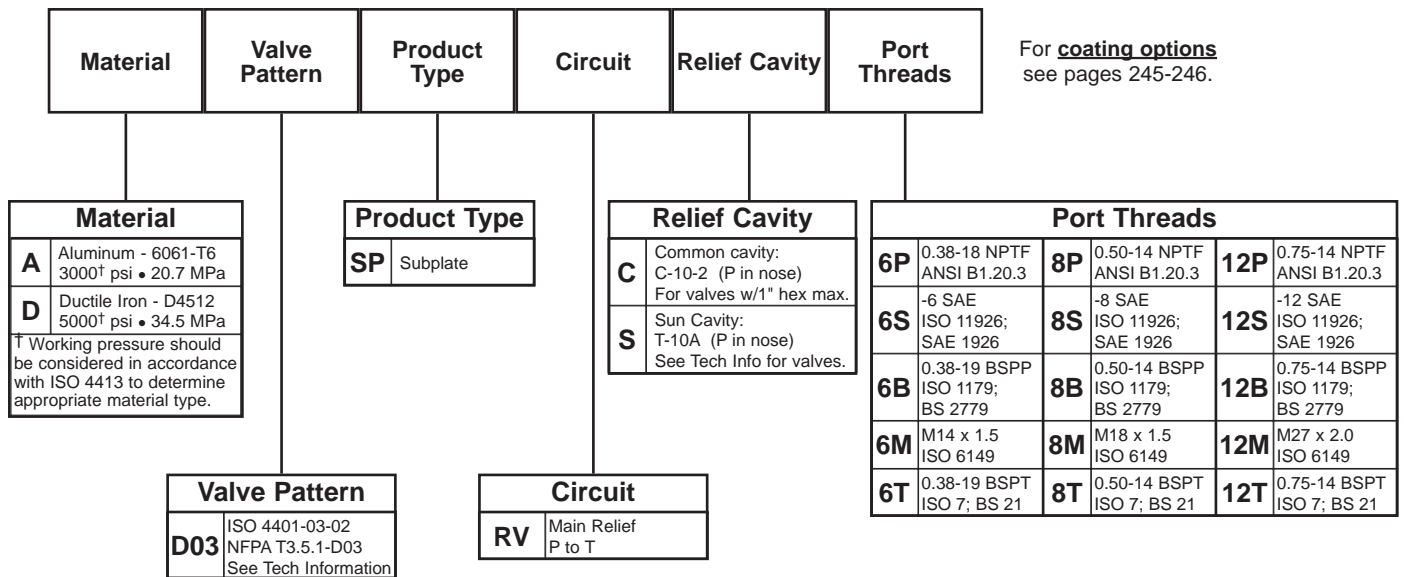 Material
Valve
Pattern
Product
Type
Circuit
Relief Cavity
Port
Threads
For coating options
see pages 245-246.
Material
A
Aluminum - 6061-T6
3000† psi • 20.7 MPa
D
Ductile Iron - D4512
5000† psi • 34.5 MPa
† Working pressure should
be considered in accordance
with ISO 4413 to determine
appropriate material type.
Product Type
SP
Subplate
Relief Cavity
C
Common cavity:
C-10-2 (P in nose)
For valves w/1" hex max.
S
Sun Cavity:
T-10A (P in nose)
See Tech Info for valves.
Port Threads
6P
0.38-18 NPTF
ANSI B1.20.3
8P
0.50-14 NPTF
ANSI B1.20.3
12P
0.75-14 NPTF
ANSI B1.20.3
6S
-6 SAE
ISO 11926;
SAE 1926
8S
-8 SAE
ISO 11926;
SAE 1926
12S
-12 SAE
ISO 11926;
SAE 1926
6B
0.38-19 BSPP
ISO 1179;
BS 2779
8B
0.50-14 BSPP
ISO 1179;
BS 2779
12B
0.75-14 BSPP
ISO 1179;
BS 2779
6M
M14 x 1.5
ISO 6149
8M
M18 x 1.5
ISO 6149
12M
M27 x 2.0
ISO 6149
6T
0.38-19 BSPT
ISO 7; BS 21
8T
0.50-14 BSPT
ISO 7; BS 21
12T
0.75-14 BSPT
ISO 7; BS 21
Valve Pattern
D03
ISO 4401-03-02
NFPA T3.5.1-D03
See Tech Information
Circuit
RV
Main Relief
P to T